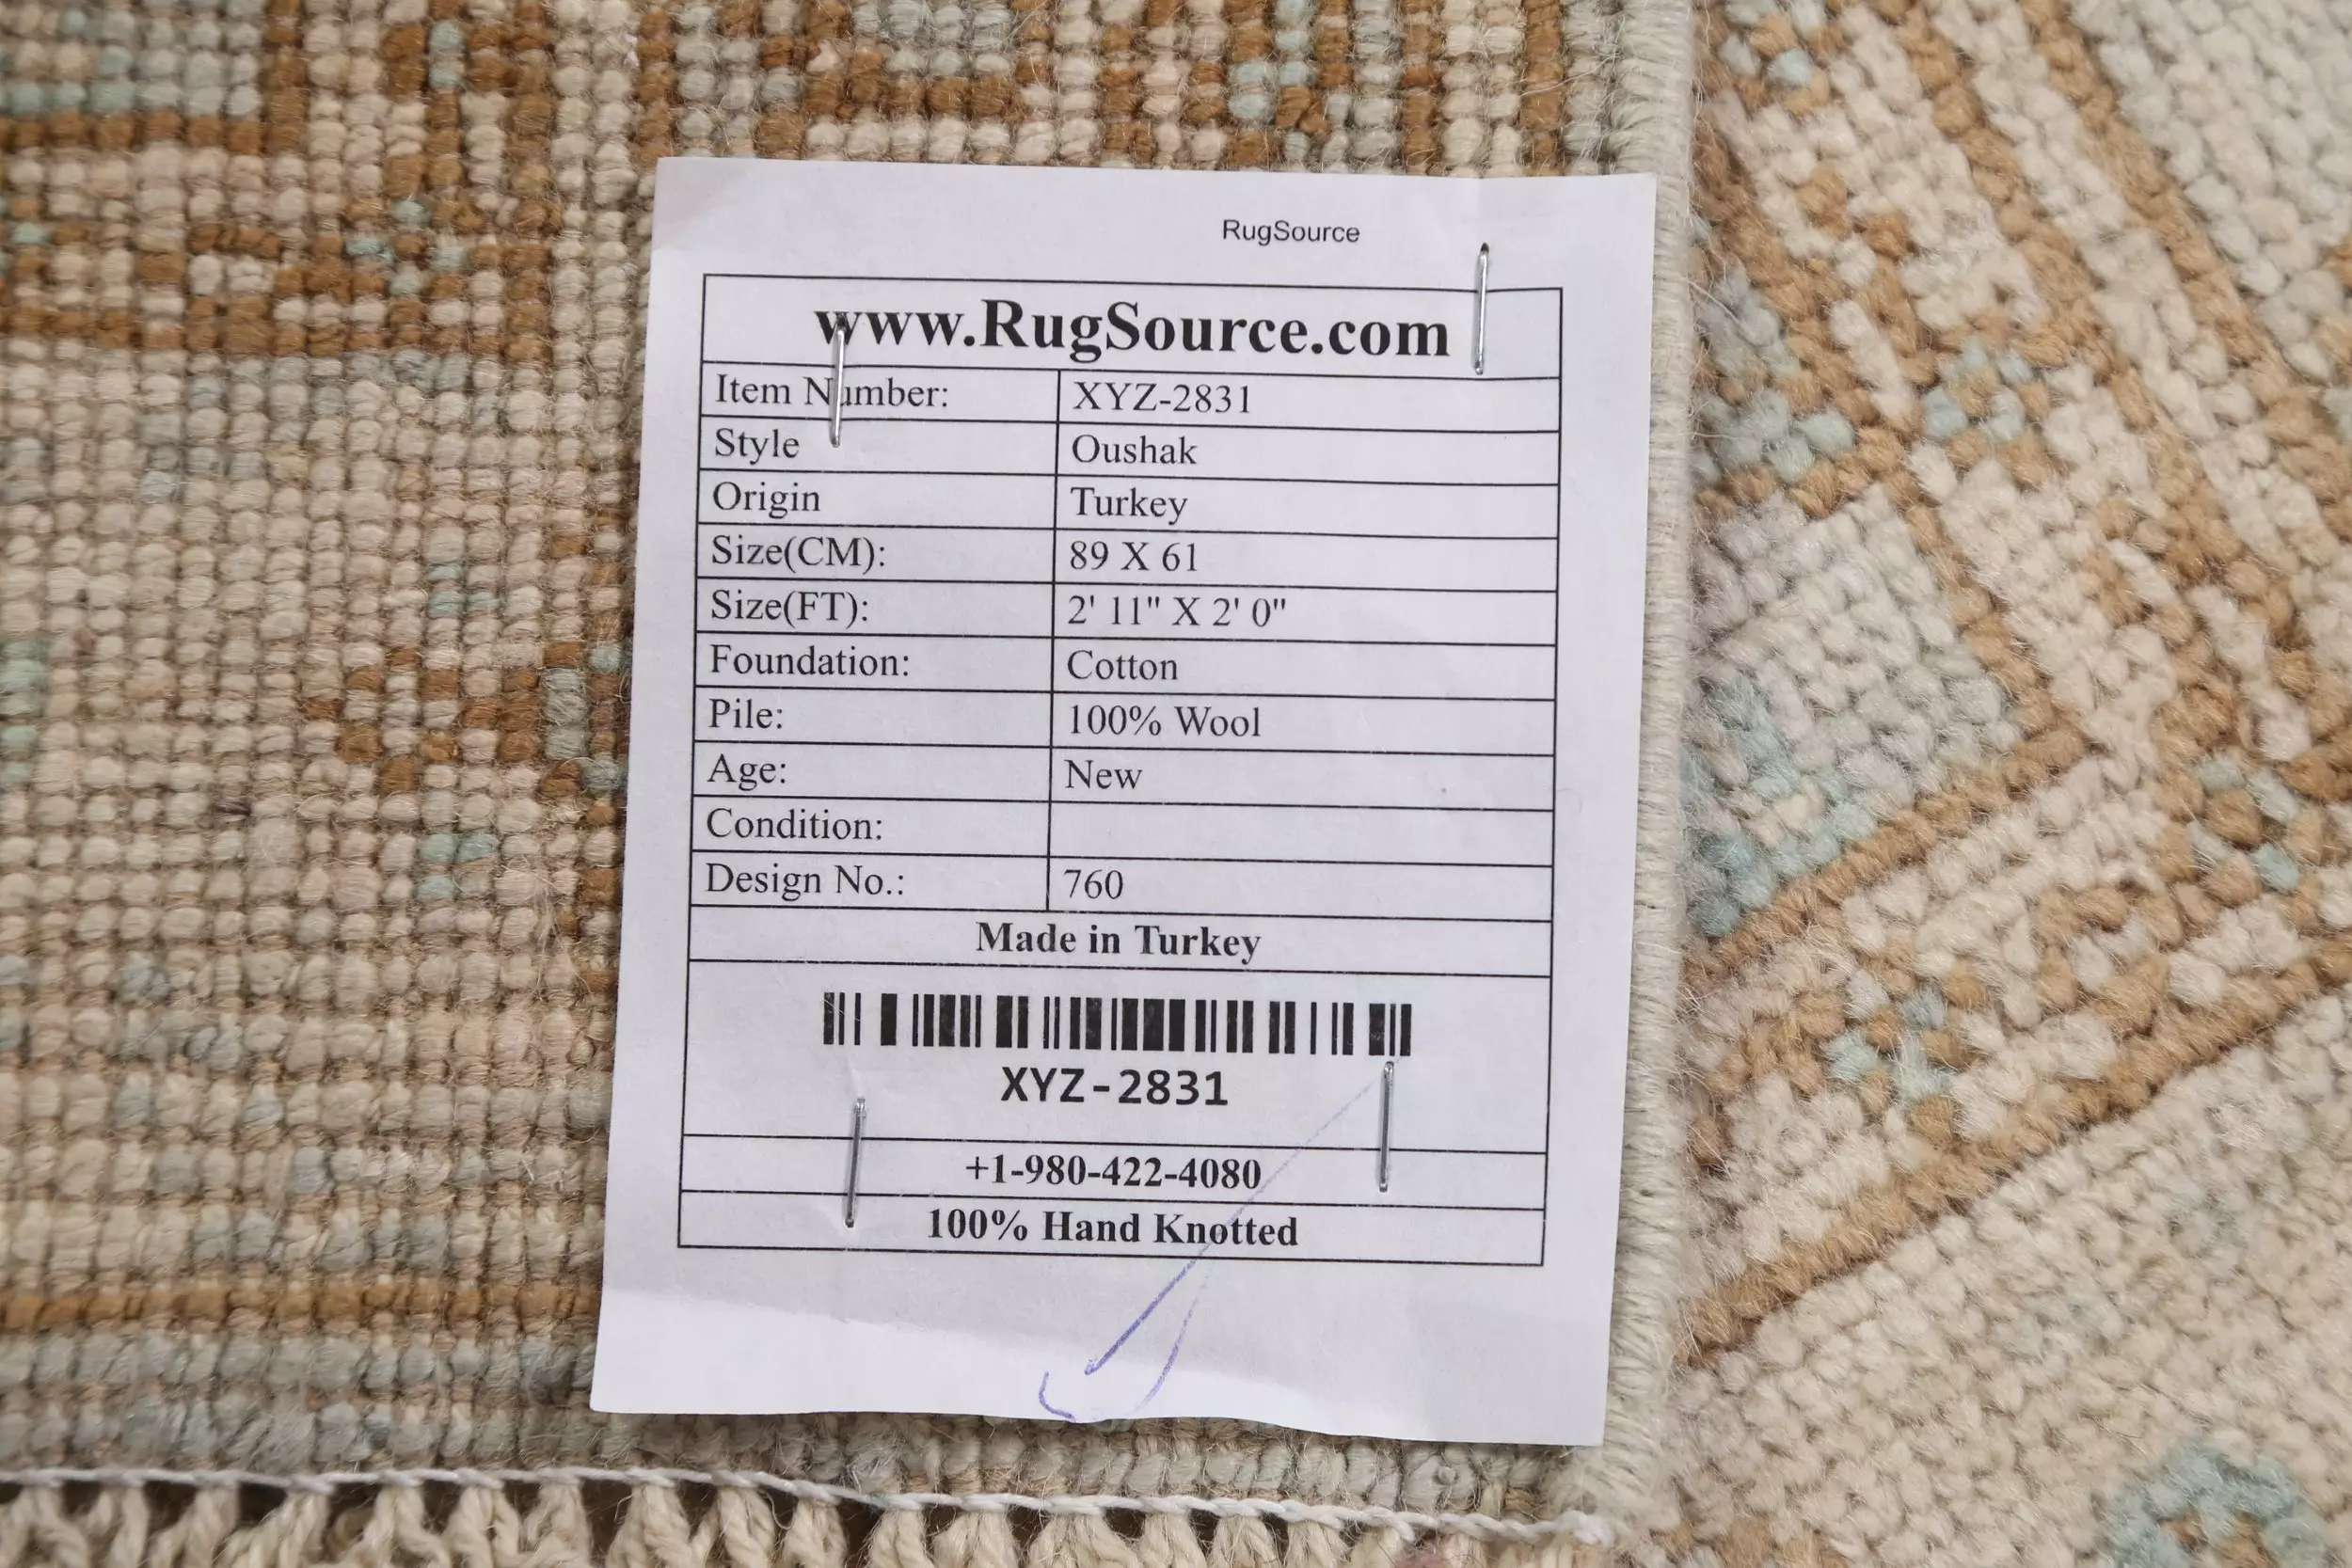 RugSource
www.RugSource.com
Item Number: XYZ-2831
Style Oushak
Origin Turkey
Size(CM): 89 X 61
Size(FT): 2' 11" X 2' 0"
Foundation: Cotton
Pile: 100% Wool
Age: New
Condition:
Design No.: 760
Made in Turkey
XYZ-2831
+1-980-422-4080
100% Hand Knotted